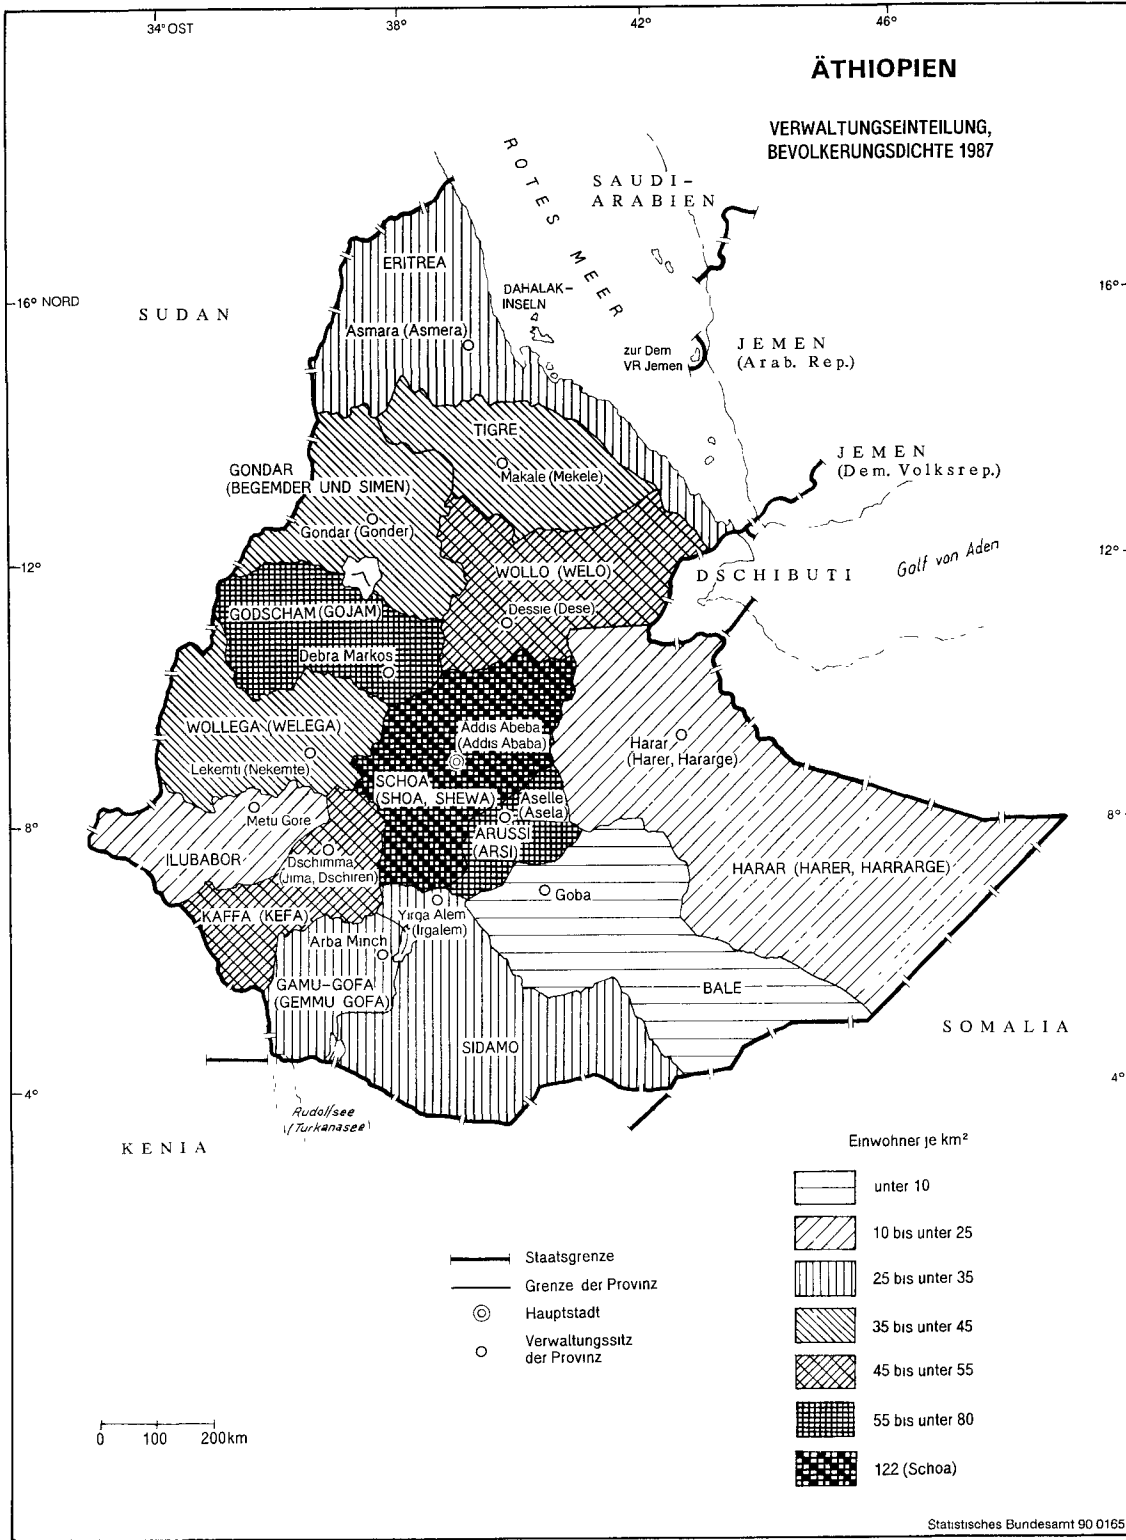 34° OST
38°
42°
46°
ÄTHIOPIEN
VERWALTUNGSEINTEILUNG,
BEVOLKERUNGSDICHTE 1987
ROTES MEER
SAUDI-
ARABIEN
ERITREA
DAHALAK-
INSELN
16° NORD
16°
SUDAN
Asmara (Asmera)
zur Dem
VR Jemen
JEMEN
(Arab. Rep.)
TIGRE
Makale (Mekele)
JEMEN
(Dem. Volksrep.)
GONDAR
(BEGEMDER UND SIMEN)
Gondar (Gonder)
12°
12°
Golf von Aden
WOLLO (WELO)
DSCHIBUTI
GODSCHAM (GOJAM)
Dessie (Dese)
Debra Markos
WOLLEGA (WELEGA)
Addis Abeba
(Addis Ababa)
Harar
(Harer, Hararge)
Lekemti (Nekemte)
SCHOA
(SHOA, SHEWA)
Aselle
(Asela)
Metu Gore
8°
8°
ARUSSI
(ARSI)
ILUBABOR
Dschimma
(Jima, Dschiren)
HARAR (HARER, HARRARGE)
Goba
KAFFA (KEFA)
Yirga Alem
(Irgalem)
Arba Minch
GAMU-GOFA
(GEMMU GOFA)
BALE
SOMALIA
SIDAMO
4°
4°
Rudolfsee
(Turkanasee)
KENIA
Einwohner je km²
unter 10
10 bis unter 25
25 bis unter 35
35 bis unter 45
45 bis unter 55
55 bis unter 80
122 (Schoa)
Staatsgrenze
Grenze der Provinz
Hauptstadt
Verwaltungssitz
der Provinz
0 100 200km
Statistisches Bundesamt 90 0165